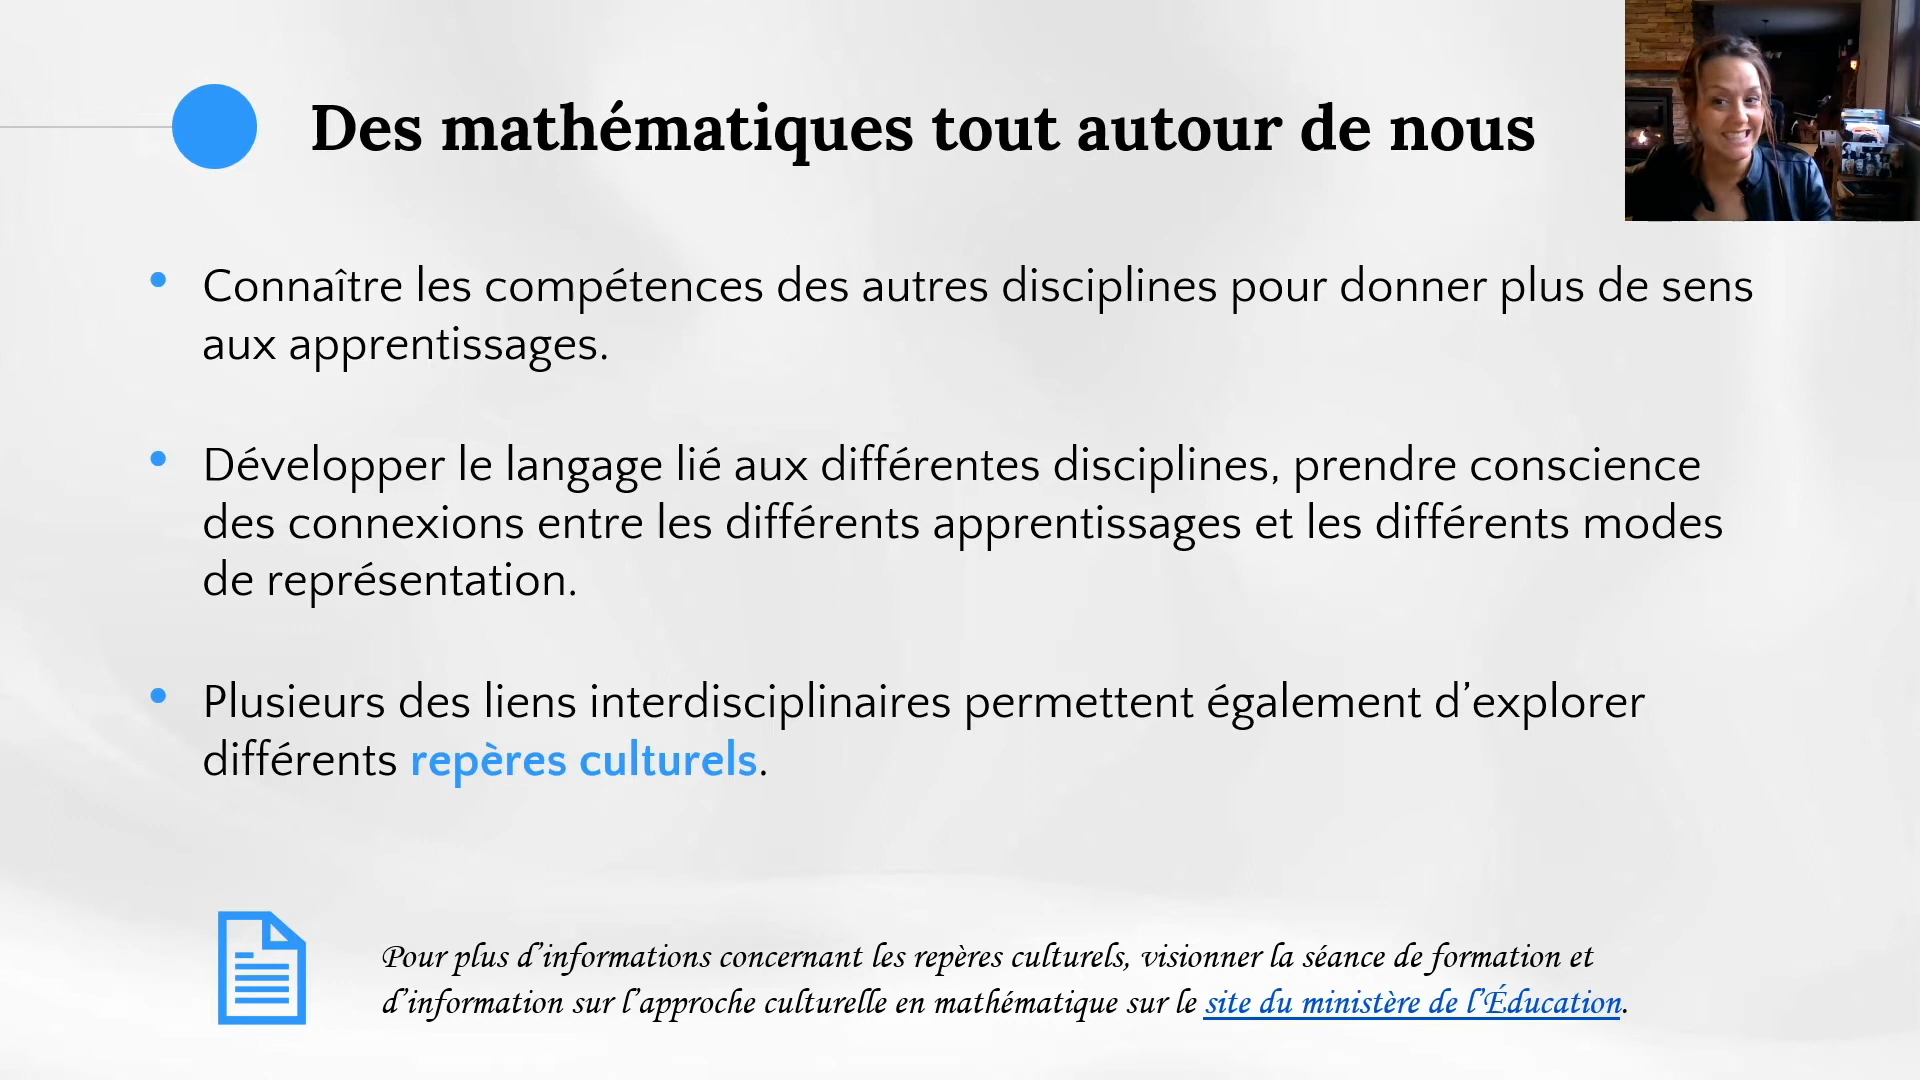 Des mathématiques tout autour de nous
• Connaître les compétences des autres disciplines pour donner plus de sens
aux apprentissages.
• Développer le langage lié aux différentes disciplines, prendre conscience
des connexions entre les différents apprentissages et les différents modes
de représentation.
• Plusieurs des liens interdisciplinaires permettent également d’explorer
différents repères culturels.
Pour plus d’informations concernant les repères culturels, visionner la séance de formation et
d’information sur l’approche culturelle en mathématique sur le site du ministère de l’Éducation.